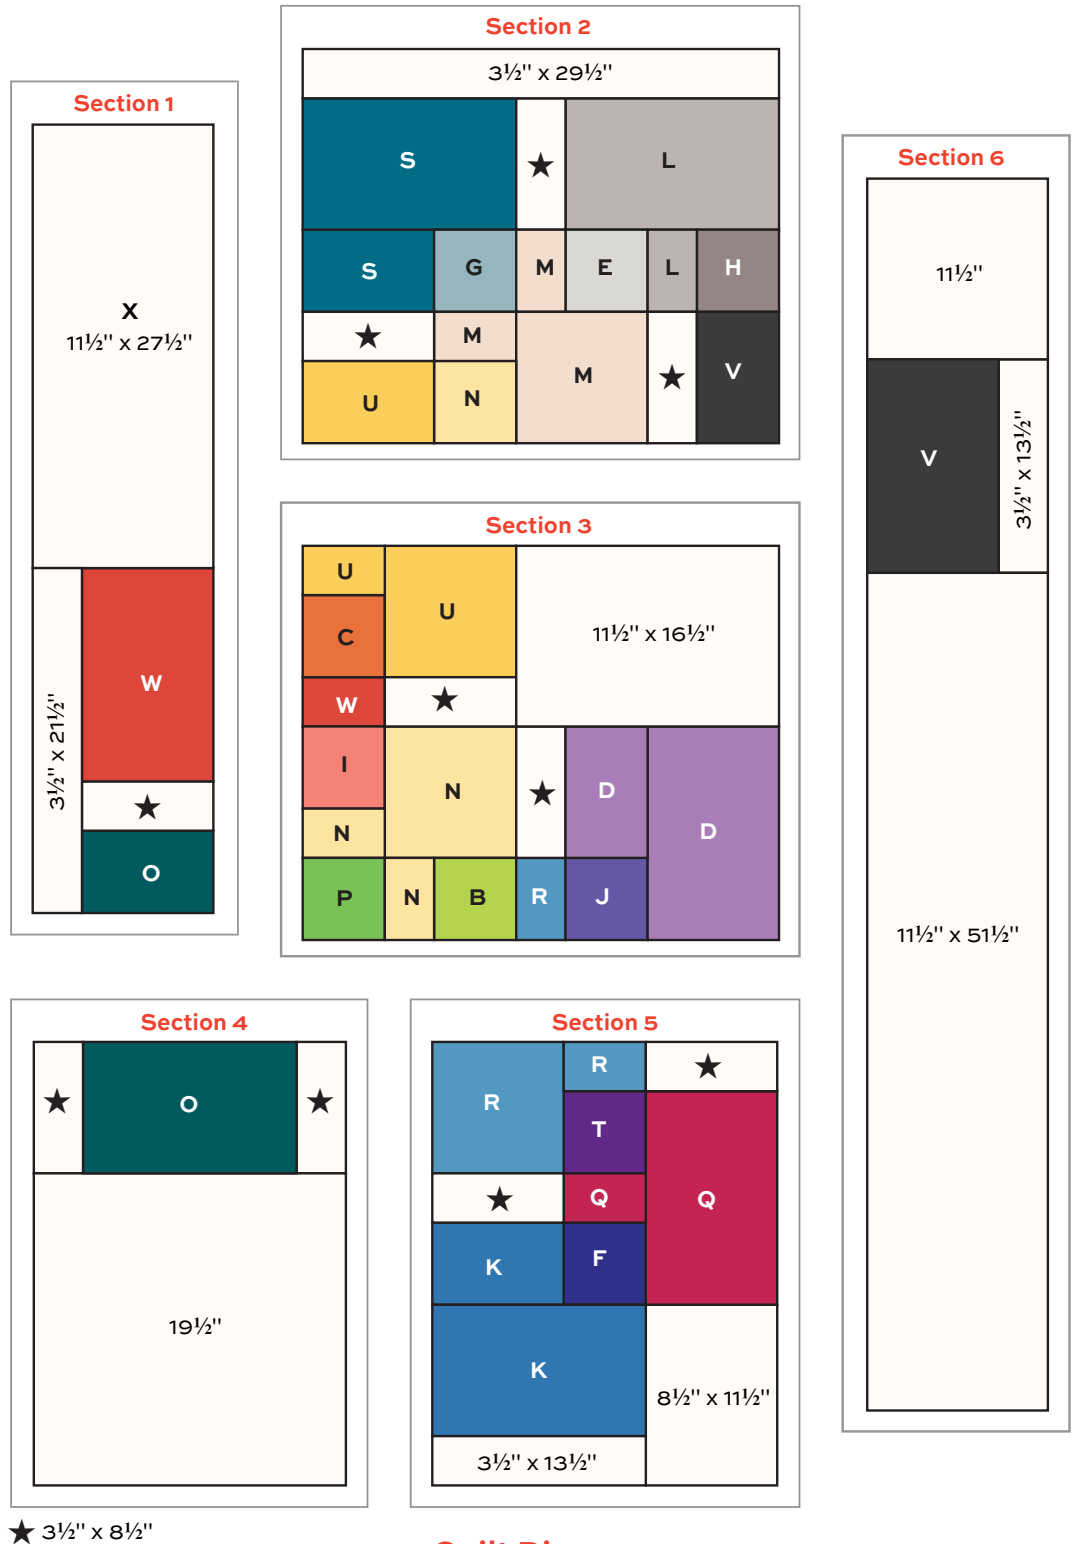 Section 1
X
11½" x 27½"
3½" x 21½"
W
★
O
Section 2
3½" x 29½"
S ★ L
S G M E L H
★ M M ★ V
U N
Section 3
U U 11½" x 16½"
C
W ★
I N ★ D D
N
P N B R J
Section 4
★ O ★
19½"
Section 5
R R ★
T
★ Q Q
K F
K 8½" x 11½"
3½" x 13½"
Section 6
11½"
V 3½" x 13½"
11½" x 51½"
★ 3½" x 8½"